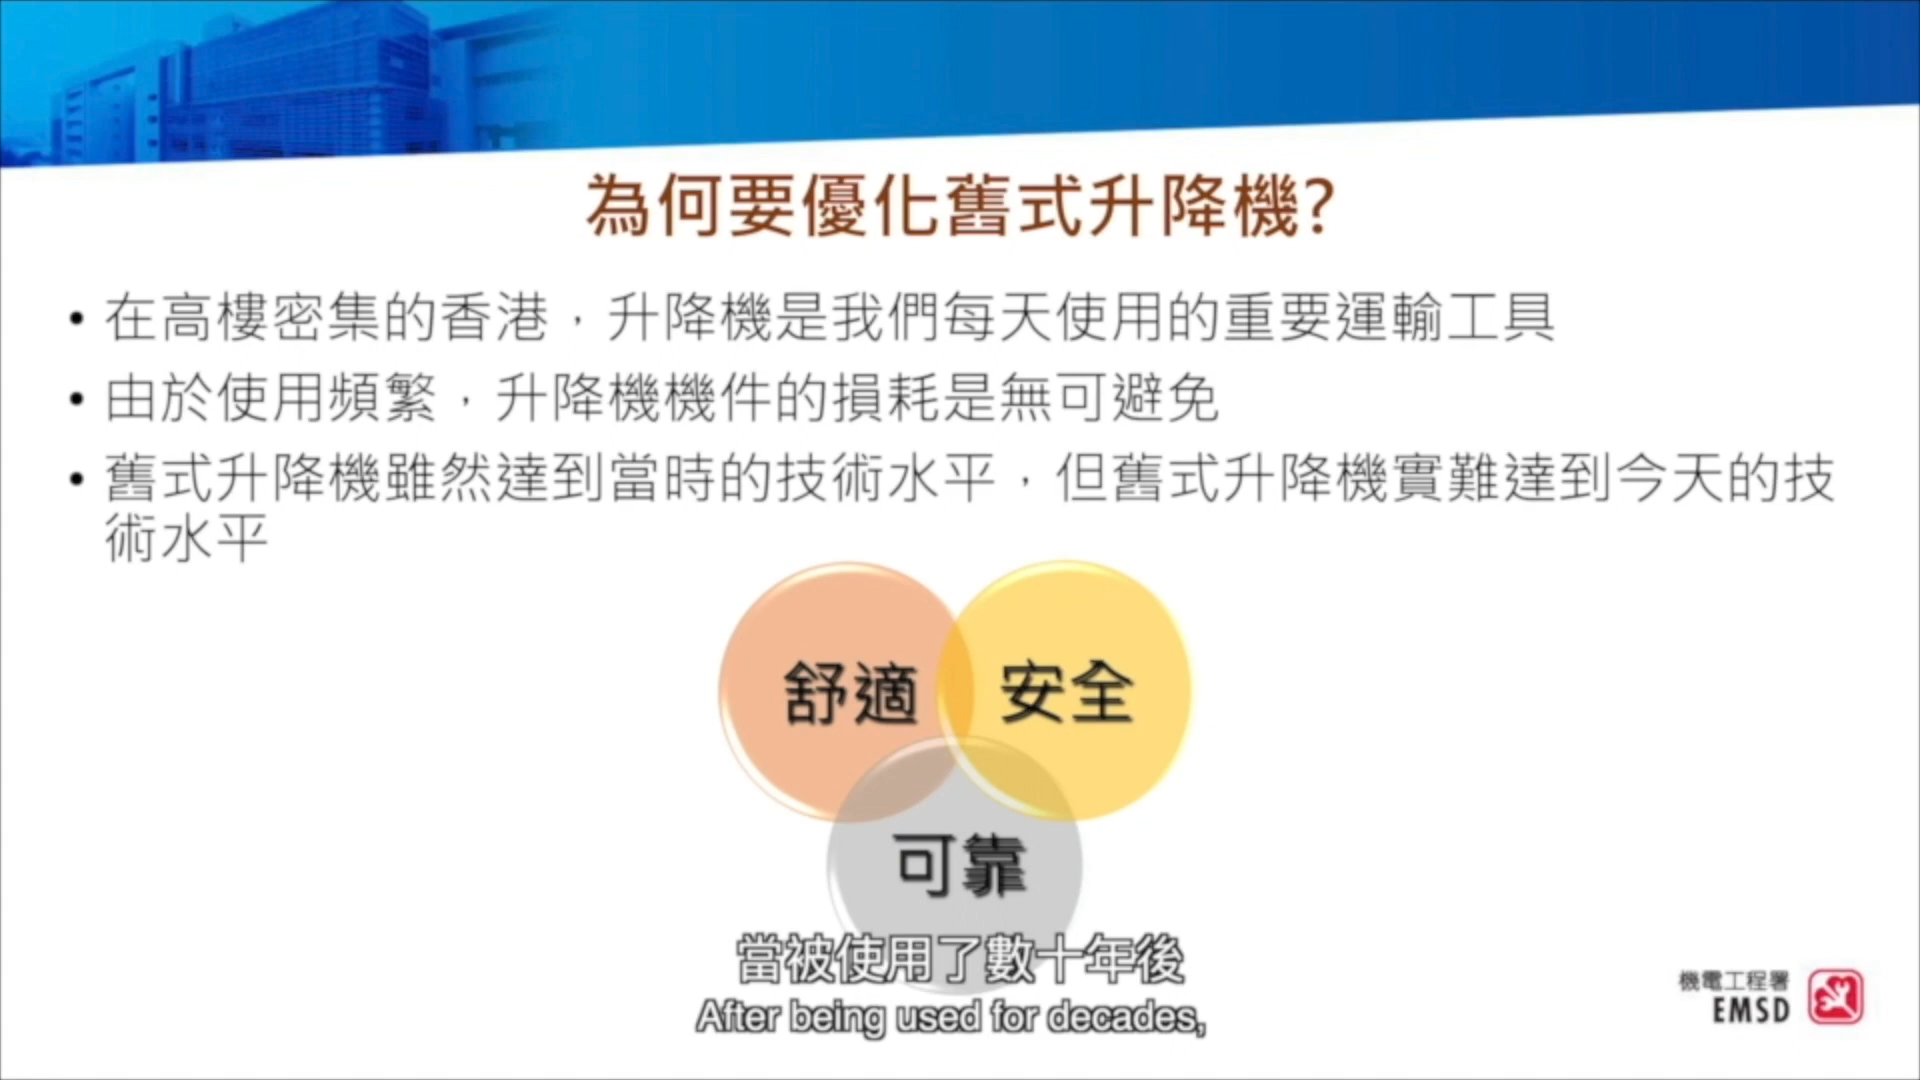 為何要優化舊式升降機?
• 在高樓密集的香港，升降機是我們每天使用的重要運輸工具
• 由於使用頻繁，升降機機件的損耗是無可避免
• 舊式升降機雖然達到當時的技術水平，但舊式升降機實難達到今天的技
術水平
舒適
安全
可靠
當被使用了數十年後
After being used for decades,
機電工程署
EMSD